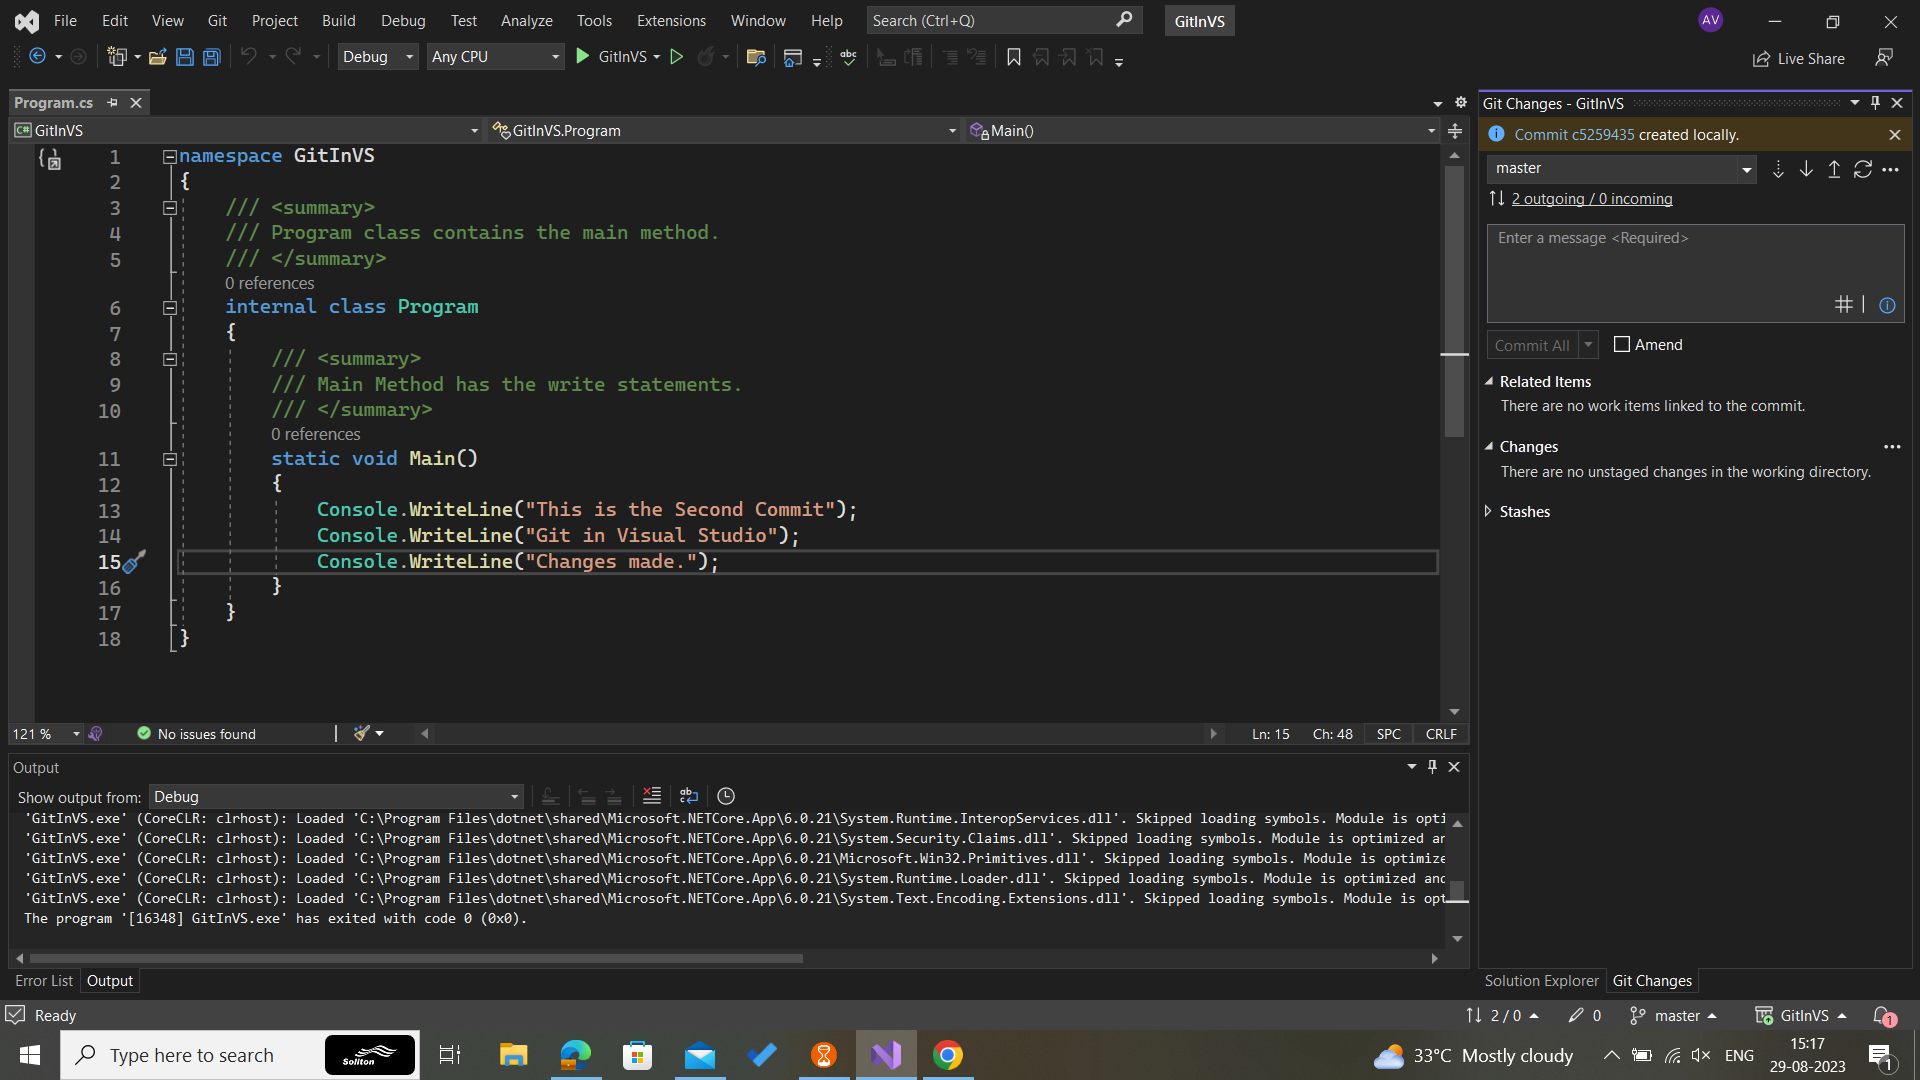 File Edit View Git Project Build Debug Test Analyze Tools Extensions Window Help Search (Ctrl+Q) GitInVS AV
Debug Any CPU GitInVS Live Share
Program.cs
GitInVS GitInVS.Program Main()
1 namespace GitInVS
2 {
3 /// <summary>
4 /// Program class contains the main method.
5 /// </summary>
0 references
6 internal class Program
7 {
8 /// <summary>
9 /// Main Method has the write statements.
10 /// </summary>
0 references
11 static void Main()
12 {
13 Console.WriteLine("This is the Second Commit");
14 Console.WriteLine("Git in Visual Studio");
15 Console.WriteLine("Changes made.");
16 }
17 }
18 }
121 % No issues found Ln: 15 Ch: 48 SPC CRLF
Output
Show output from: Debug
'GitInVS.exe' (CoreCLR: clrhost): Loaded 'C:\Program Files\dotnet\shared\Microsoft.NETCore.App\6.0.21\System.Runtime.InteropServices.dll'. Skipped loading symbols. Module is opti
'GitInVS.exe' (CoreCLR: clrhost): Loaded 'C:\Program Files\dotnet\shared\Microsoft.NETCore.App\6.0.21\System.Security.Claims.dll'. Skipped loading symbols. Module is optimized an
'GitInVS.exe' (CoreCLR: clrhost): Loaded 'C:\Program Files\dotnet\shared\Microsoft.NETCore.App\6.0.21\Microsoft.Win32.Primitives.dll'. Skipped loading symbols. Module is optimize
'GitInVS.exe' (CoreCLR: clrhost): Loaded 'C:\Program Files\dotnet\shared\Microsoft.NETCore.App\6.0.21\System.Runtime.Loader.dll'. Skipped loading symbols. Module is optimized and
'GitInVS.exe' (CoreCLR: clrhost): Loaded 'C:\Program Files\dotnet\shared\Microsoft.NETCore.App\6.0.21\System.Text.Encoding.Extensions.dll'. Skipped loading symbols. Module is opt
The program '[16348] GitInVS.exe' has exited with code 0 (0x0).
Error List Output
Git Changes - GitInVS
Commit c5259435 created locally.
master
2 outgoing / 0 incoming
Enter a message <Required>
Commit All Amend
Related Items
There are no work items linked to the commit.
Changes
There are no unstaged changes in the working directory.
Stashes
Solution Explorer Git Changes
Ready 2 / 0 0 master GitInVS 1
Type here to search Soliton 33°C Mostly cloudy ENG 15:17
29-08-2023 1